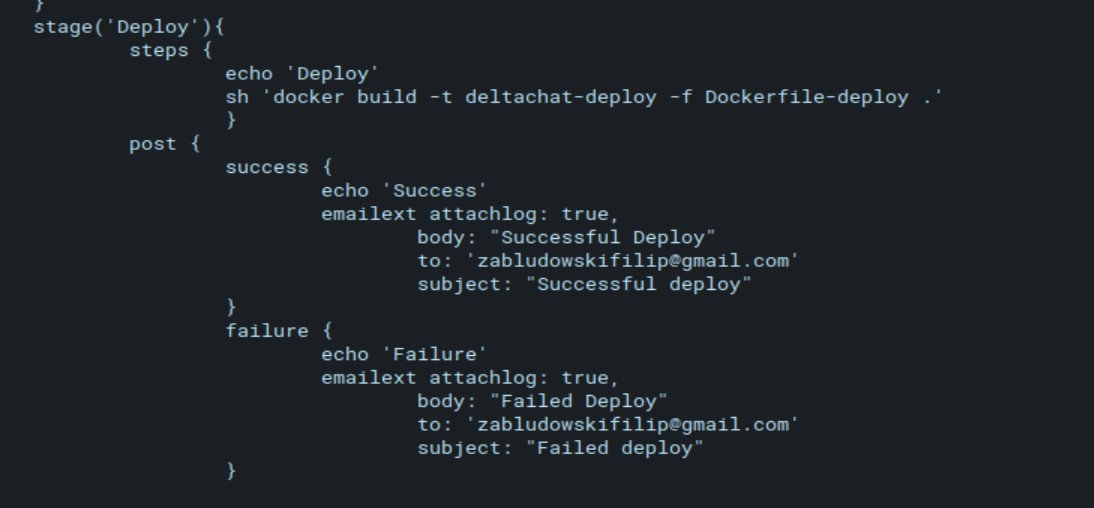 }
stage('Deploy'){
steps {
echo 'Deploy'
sh 'docker build -t deltachat-deploy -f Dockerfile-deploy .'
}
post {
success {
echo 'Success'
emailext attachlog: true,
body: "Successful Deploy"
to: 'zabludowskifilip@gmail.com'
subject: "Successful deploy"
}
failure {
echo 'Failure'
emailext attachlog: true,
body: "Failed Deploy"
to: 'zabludowskifilip@gmail.com'
subject: "Failed deploy"
}